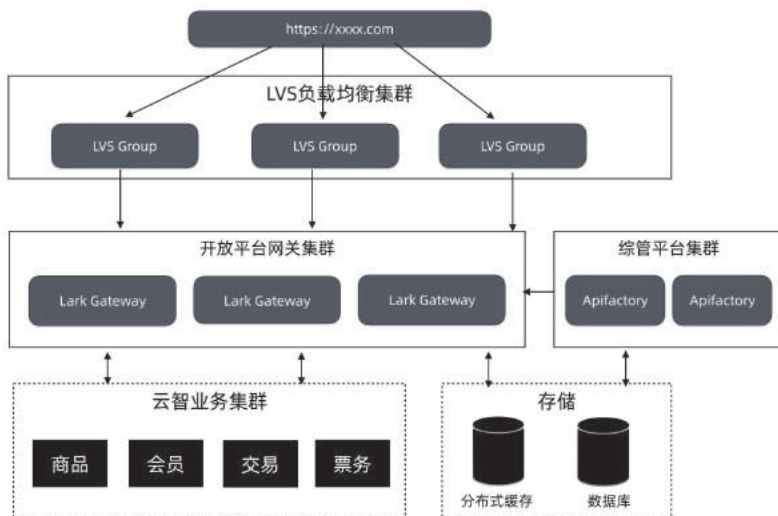 https://xxxx.com
LVS负载均衡集群
LVS Group
LVS Group
LVS Group
开放平台网关集群
综管平台集群
Lark Gateway
Lark Gateway
Lark Gateway
Apifactory
Apifactory
云智业务集群
存储
商品
会员
交易
票务
分布式缓存
数据库